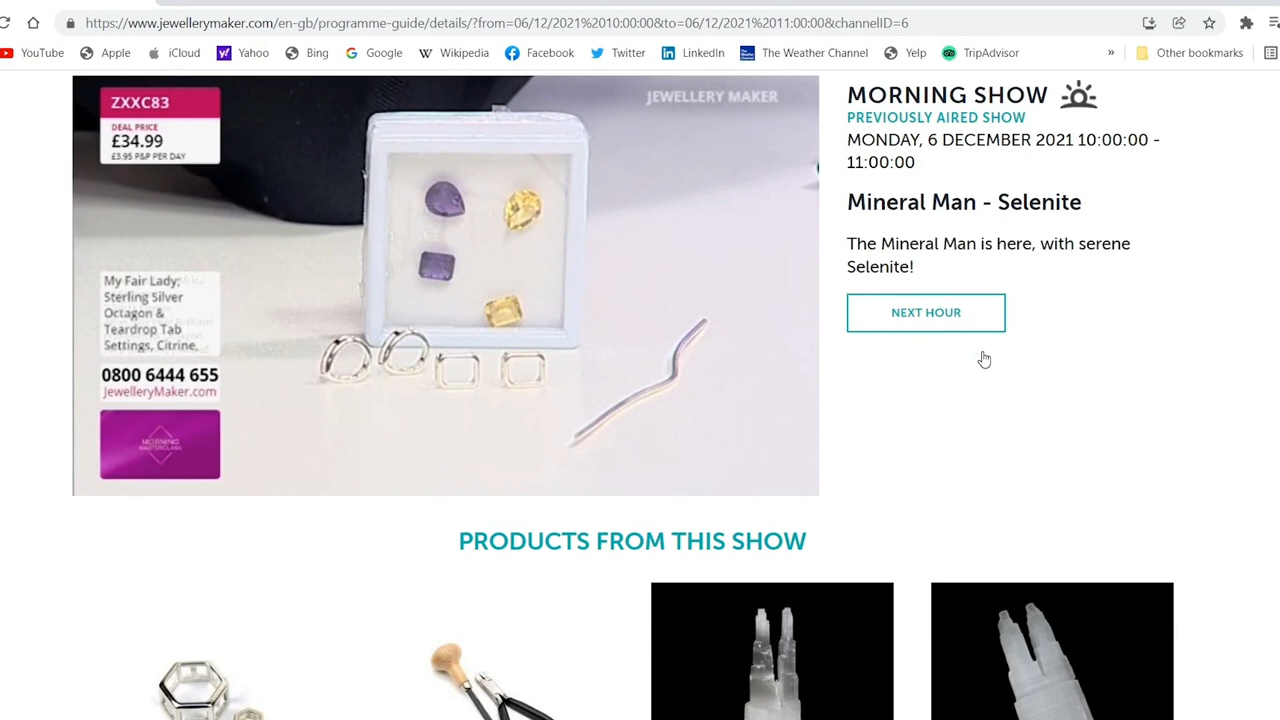 https://www.jewellerymaker.com/en-gb/programme-guide/details/?from=06/12/2021%2010:00:00&to=06/12/2021%2011:00:00&channelID=6
YouTube Apple iCloud Yahoo Bing Google Wikipedia Facebook Twitter LinkedIn The Weather Channel Yelp TripAdvisor » Other bookmarks
ZXXC83
DEAL PRICE
£34.99
£3.95 P&P PER DAY
JEWELLERY MAKER
My Fair Lady;
Sterling Silver
Octagon &
Teardrop Tab
Settings, Citrine,
0800 6444 655
JewelleryMaker.com
MORNING
MASTERCLASS
MORNING SHOW
PREVIOUSLY AIRED SHOW
MONDAY, 6 DECEMBER 2021 10:00:00 -
11:00:00
Mineral Man - Selenite
The Mineral Man is here, with serene
Selenite!
NEXT HOUR
PRODUCTS FROM THIS SHOW